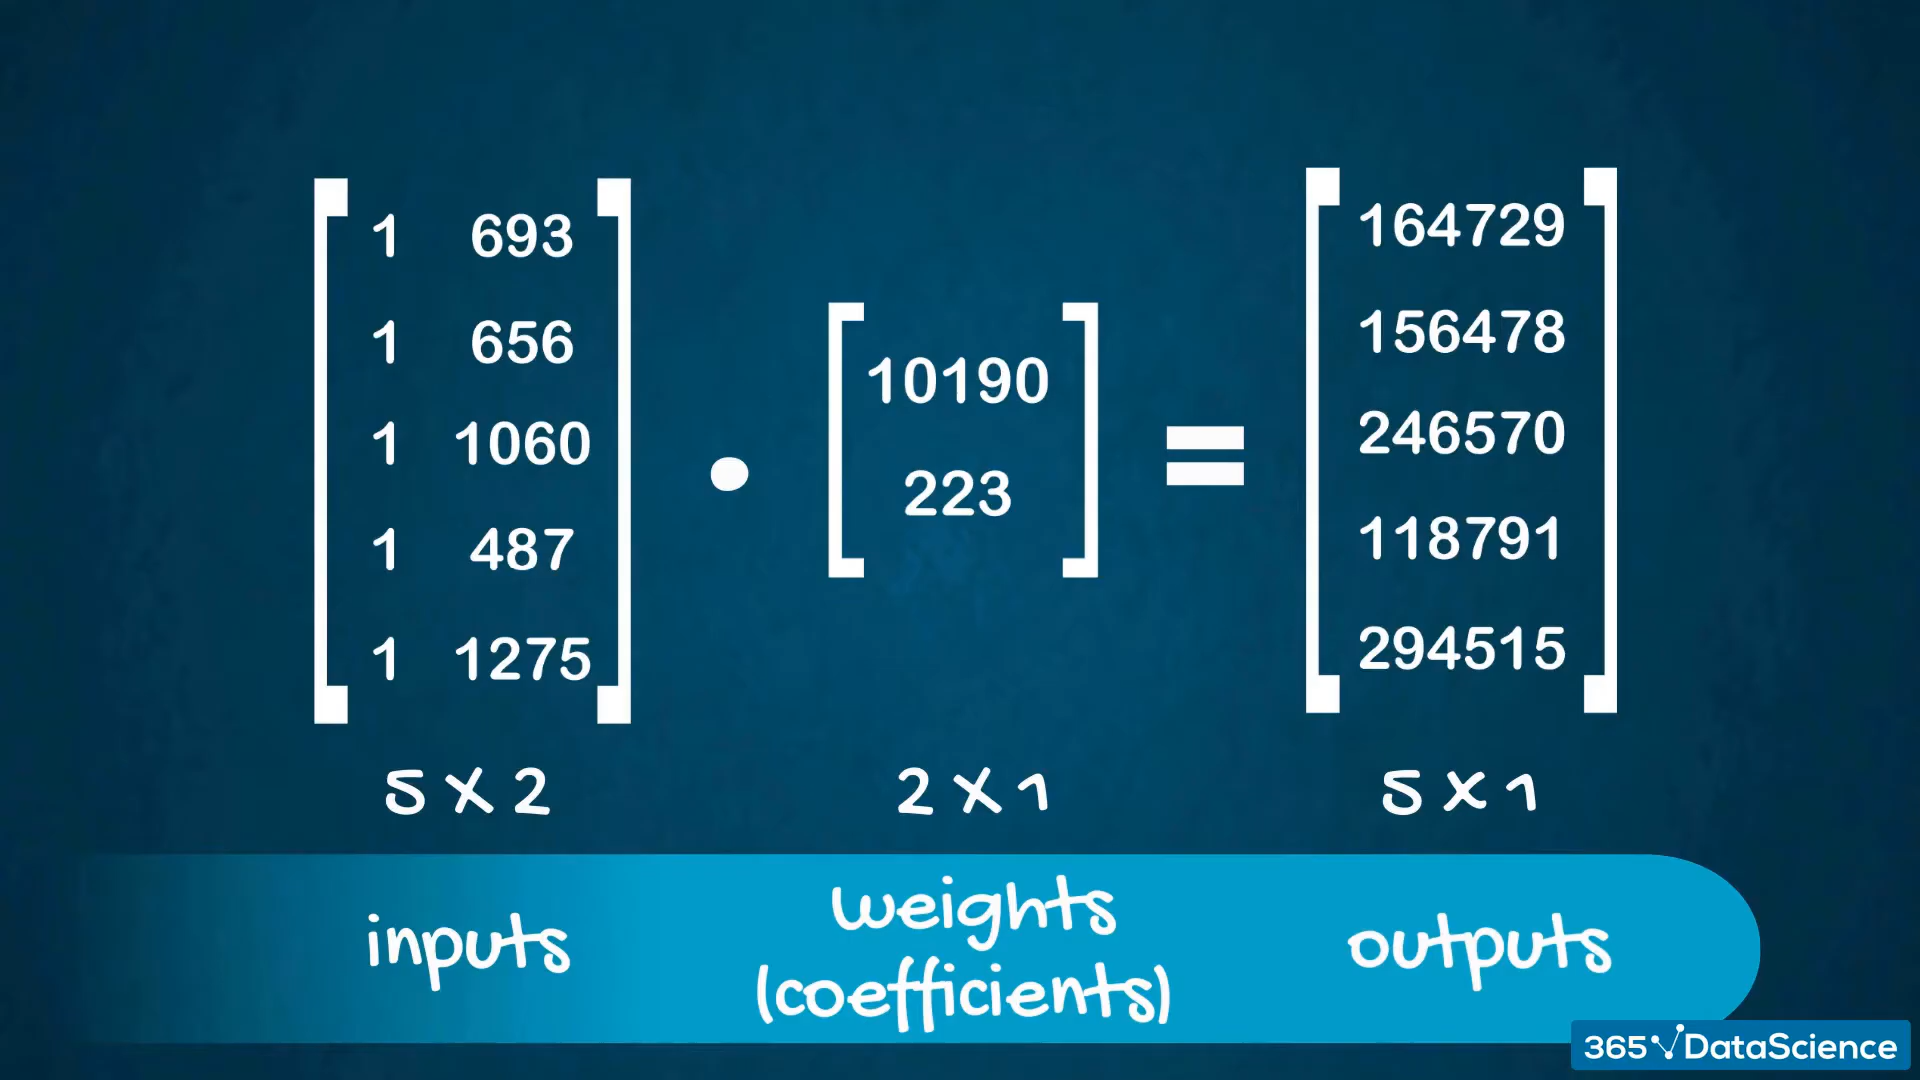 1 693
1 656
1 1060
1 487
1 1275
10190
223
=
164729
156478
246570
118791
294515
5 x 2
2 x 1
5 x 1
inputs
weights
(coefficients)
outputs
365 DataScience